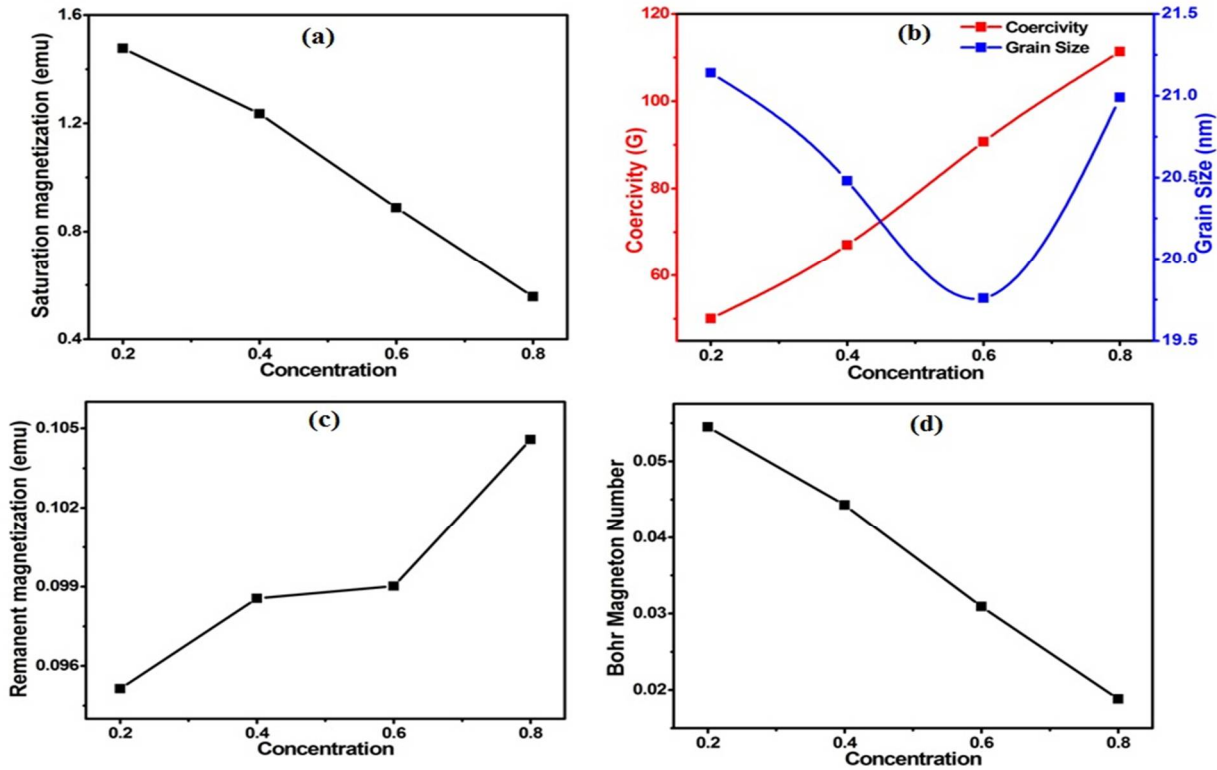 (a)
Saturation magnetization (emu)
1.6
1.2
0.8
0.4
0.2 0.4 0.6 0.8
Concentration
(b)
Coercivity
Grain Size
Coercivity (G)
120
100
80
60
21.5
21.0
20.5
20.0
19.5
Grain Size (nm)
0.2 0.4 0.6 0.8
Concentration
(c)
Remanent magnetization (emu)
0.105
0.102
0.099
0.096
0.2 0.4 0.6 0.8
Concentration
(d)
Bohr Magneton Number
0.05
0.04
0.03
0.02
0.2 0.4 0.6 0.8
Concentration